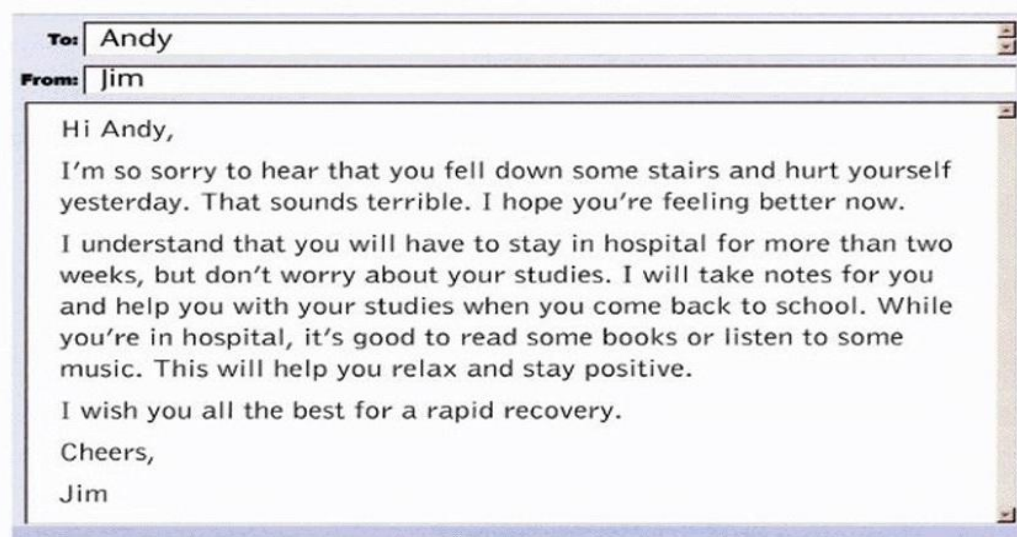 To: Andy
From: Jim
Hi Andy,
I'm so sorry to hear that you fell down some stairs and hurt yourself
yesterday. That sounds terrible. I hope you're feeling better now.
I understand that you will have to stay in hospital for more than two
weeks, but don't worry about your studies. I will take notes for you
and help you with your studies when you come back to school. While
you're in hospital, it's good to read some books or listen to some
music. This will help you relax and stay positive.
I wish you all the best for a rapid recovery.
Cheers,
Jim